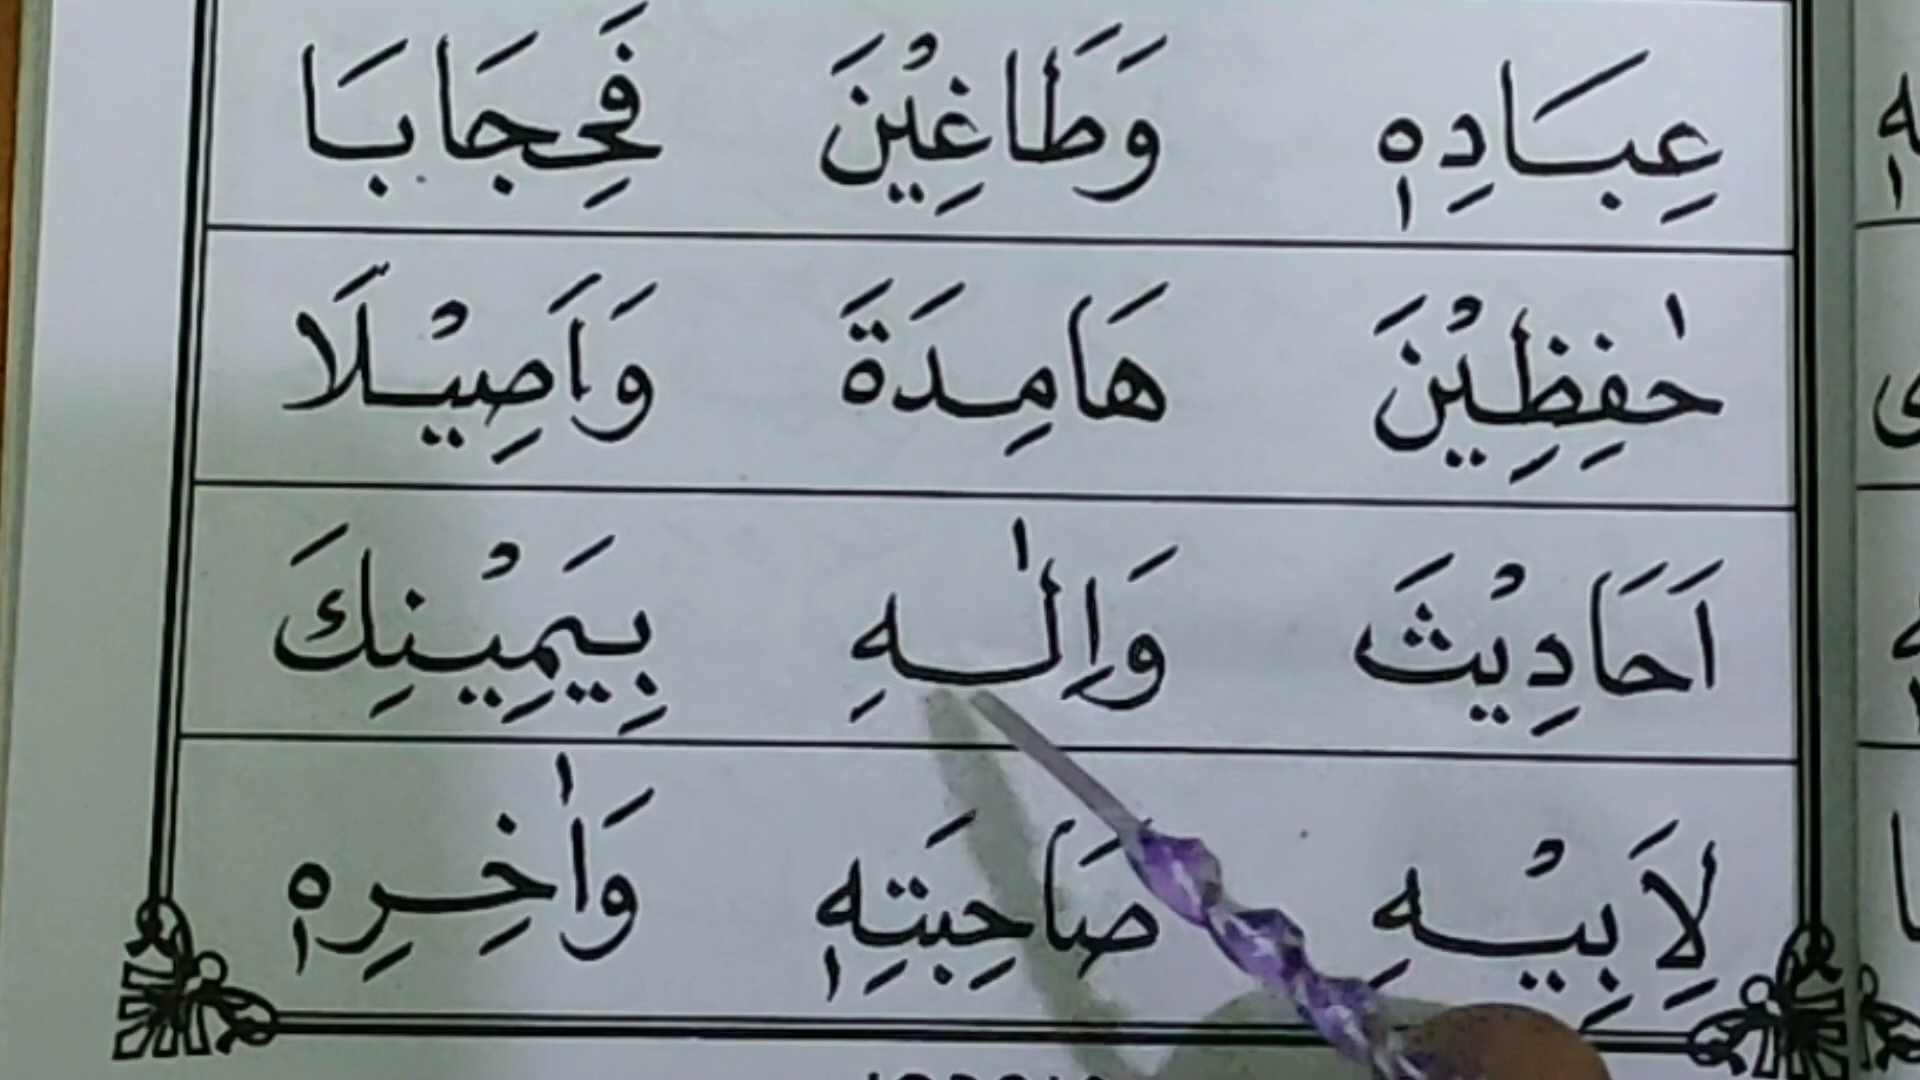 عِبَادِهٖ وَطَاغِيْنَ فَحِجَابَا
حٰفِظِيْنَ هَامِدَةَ وَاَصِيْلَا
اَحَادِيْثَ وَاِلٰهِ بِيَمِيْنِكَ
لِاَبِيْهِ صَاحِبَتِهٖ وَاٰخِرِهٖ